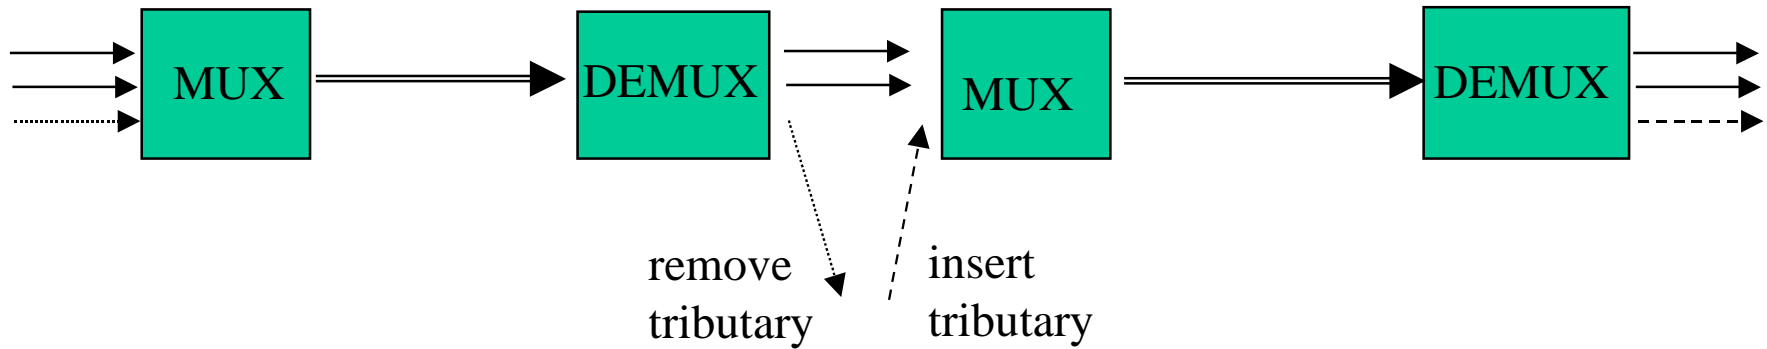 MUX
DEMUX
MUX
DEMUX
remove
tributary
insert
tributary